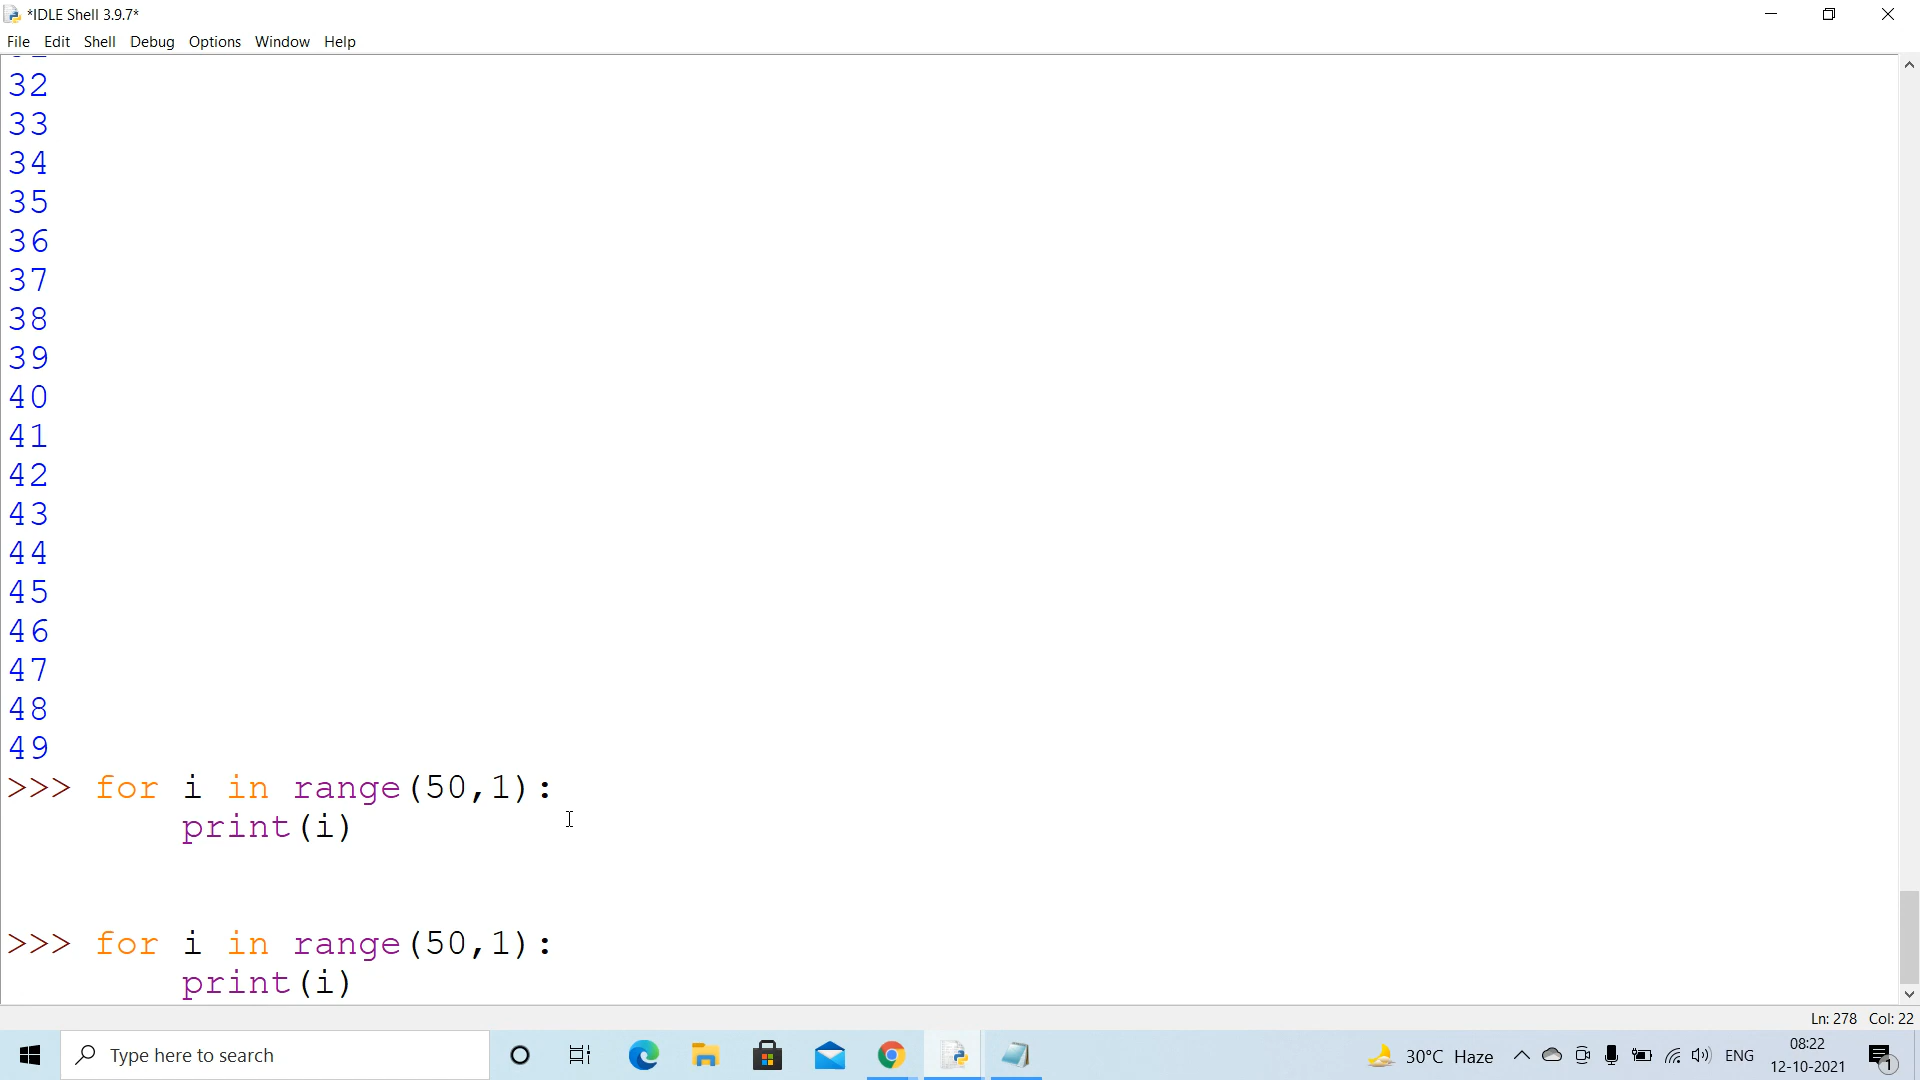 *IDLE Shell 3.9.7*
File Edit Shell Debug Options Window Help
32
33
34
35
36
37
38
39
40
41
42
43
44
45
46
47
48
49
>>> for i in range(50,1):
print(i)
>>> for i in range(50,1):
print(i)
Ln: 278 Col: 22
Type here to search
30°C Haze
ENG
08:22
12-10-2021
1